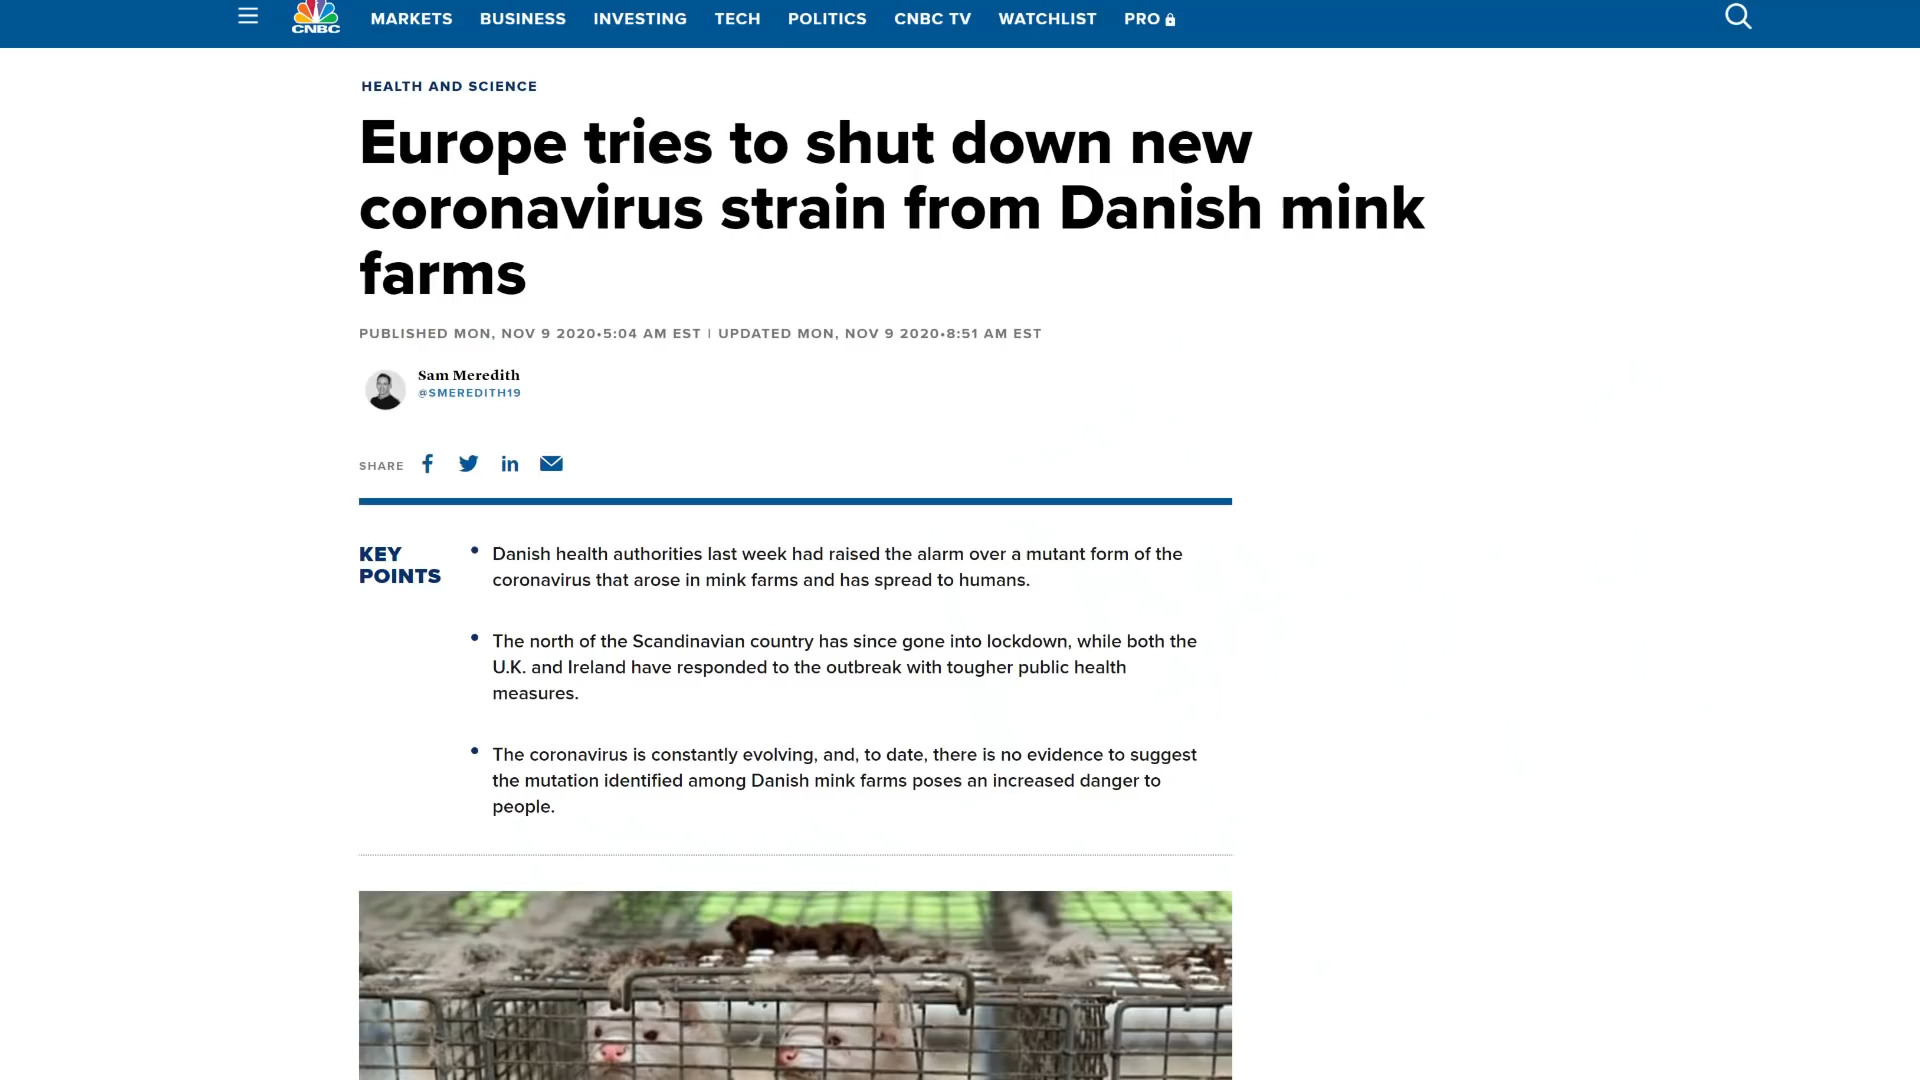 CNBC MARKETS BUSINESS INVESTING TECH POLITICS CNBC TV WATCHLIST PRO
HEALTH AND SCIENCE
Europe tries to shut down new
coronavirus strain from Danish mink
farms
PUBLISHED MON, NOV 9 2020•5:04 AM EST | UPDATED MON, NOV 9 2020•8:51 AM EST
Sam Meredith
@SMEREDITH19
SHARE
KEY
POINTS
• Danish health authorities last week had raised the alarm over a mutant form of the
coronavirus that arose in mink farms and has spread to humans.
• The north of the Scandinavian country has since gone into lockdown, while both the
U.K. and Ireland have responded to the outbreak with tougher public health
measures.
• The coronavirus is constantly evolving, and, to date, there is no evidence to suggest
the mutation identified among Danish mink farms poses an increased danger to
people.